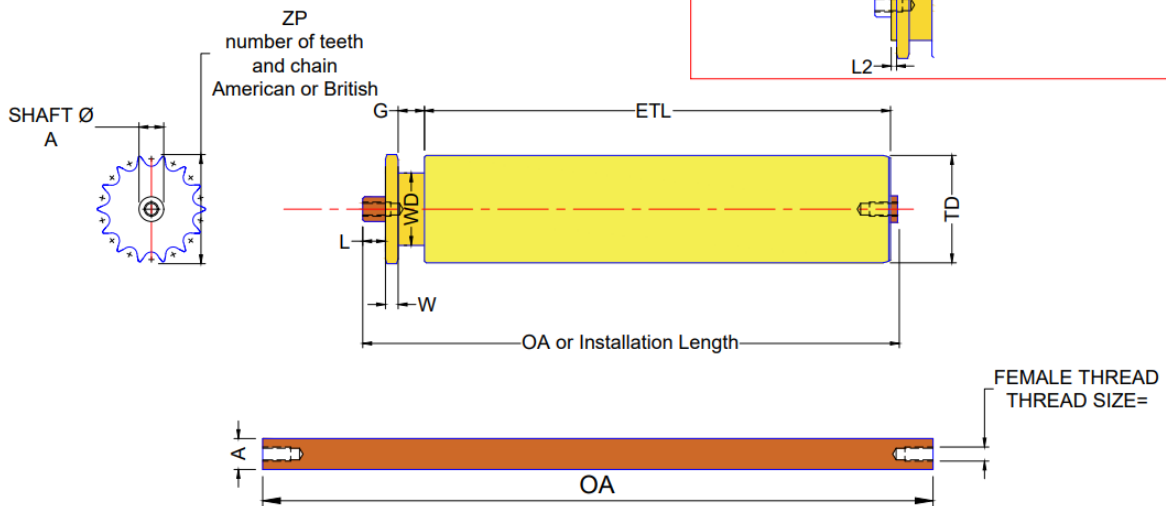 ZP
number of teeth
and chain
American or British
L2
SHAFT Ø
A
G
ETL
WD
TD
L
W
OA or Installation Length
FEMALE THREAD
THREAD SIZE=
A
OA